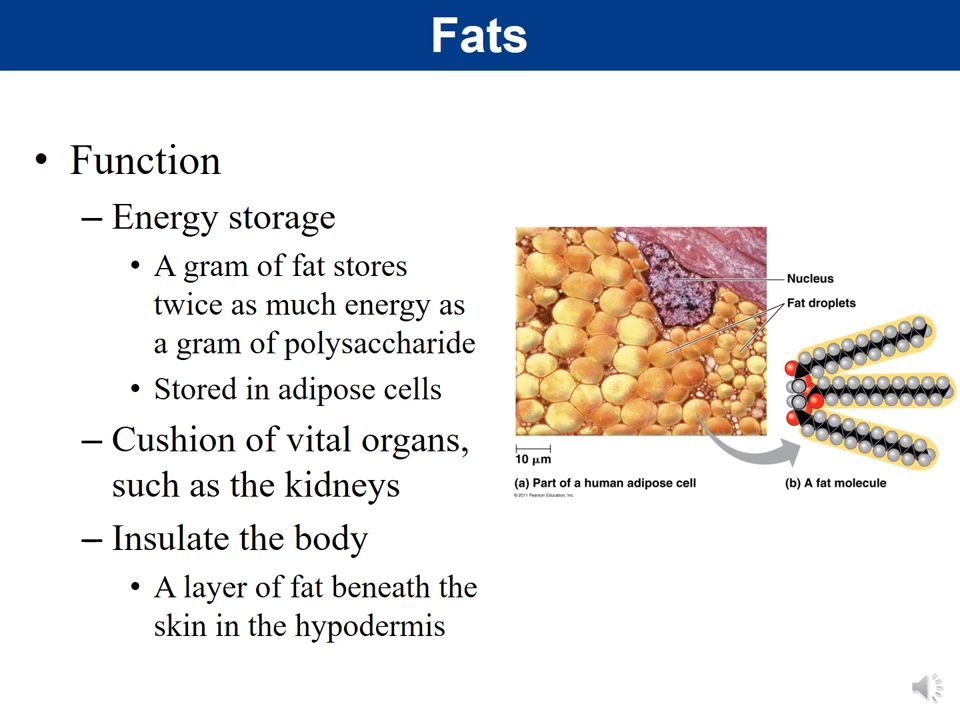 Fats
• Function
– Energy storage
• A gram of fat stores
twice as much energy as
a gram of polysaccharide
• Stored in adipose cells
– Cushion of vital organs,
such as the kidneys
– Insulate the body
• A layer of fat beneath the
skin in the hypodermis
Nucleus
Fat droplets
10 μm
(a) Part of a human adipose cell
© 2011 Pearson Education, Inc.
(b) A fat molecule